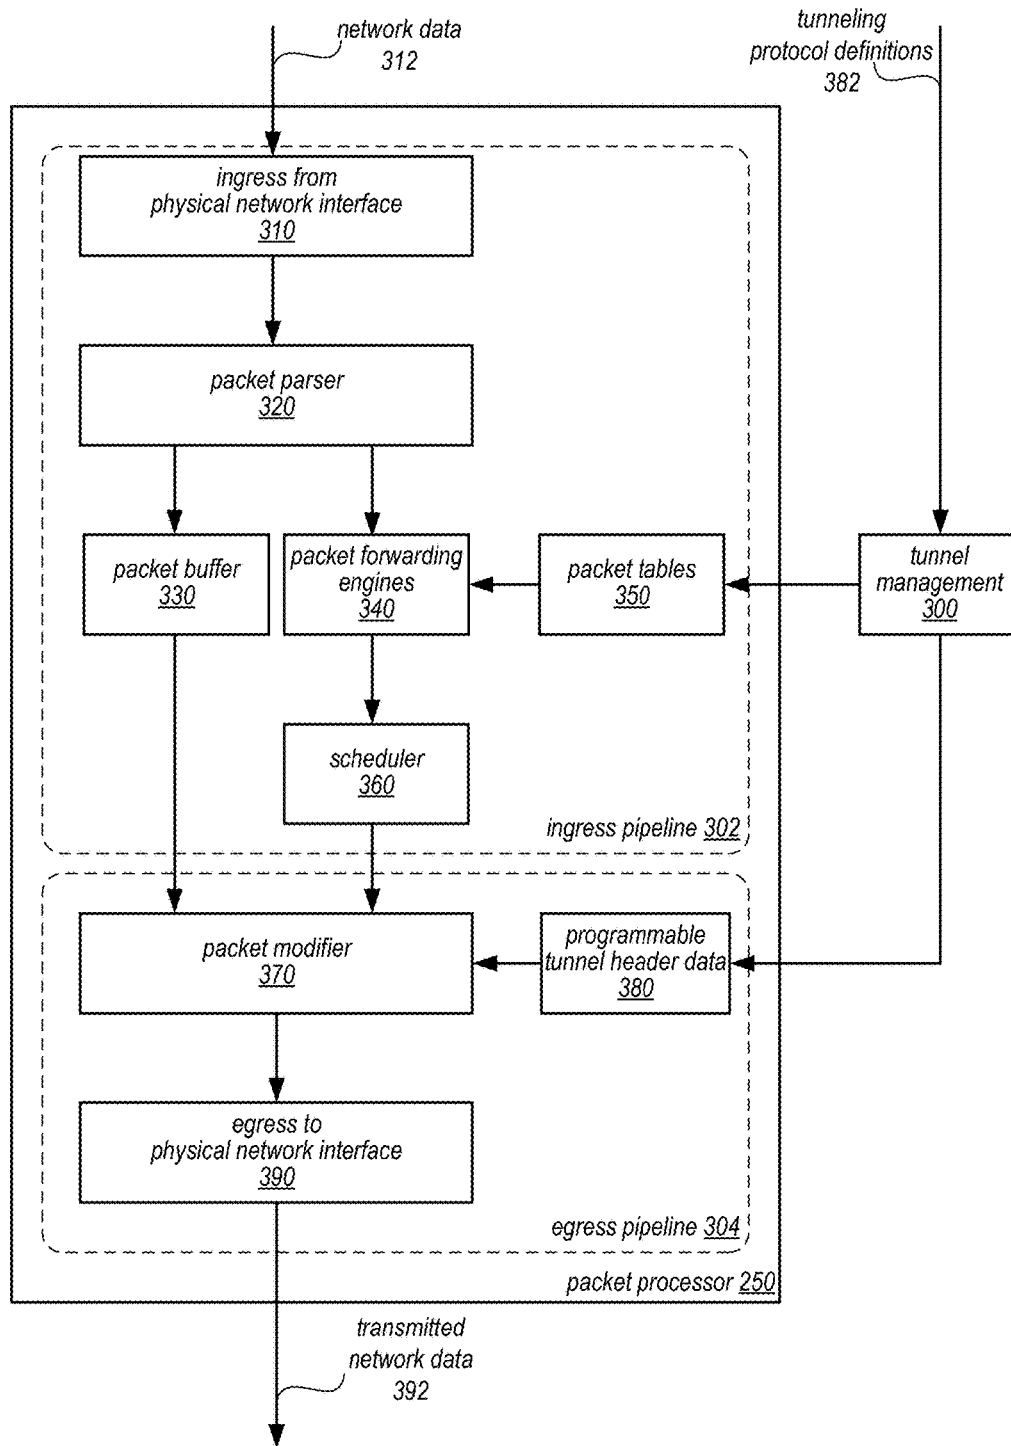 network data
312
tunneling
protocol definitions
382
ingress from
physical network interface
310
packet parser
320
packet buffer
330
packet forwarding
engines
340
packet tables
350
tunnel
management
300
scheduler
360
ingress pipeline 302
packet modifier
370
programmable
tunnel header data
380
egress to
physical network interface
390
egress pipeline 304
packet processor 250
transmitted
network data
392